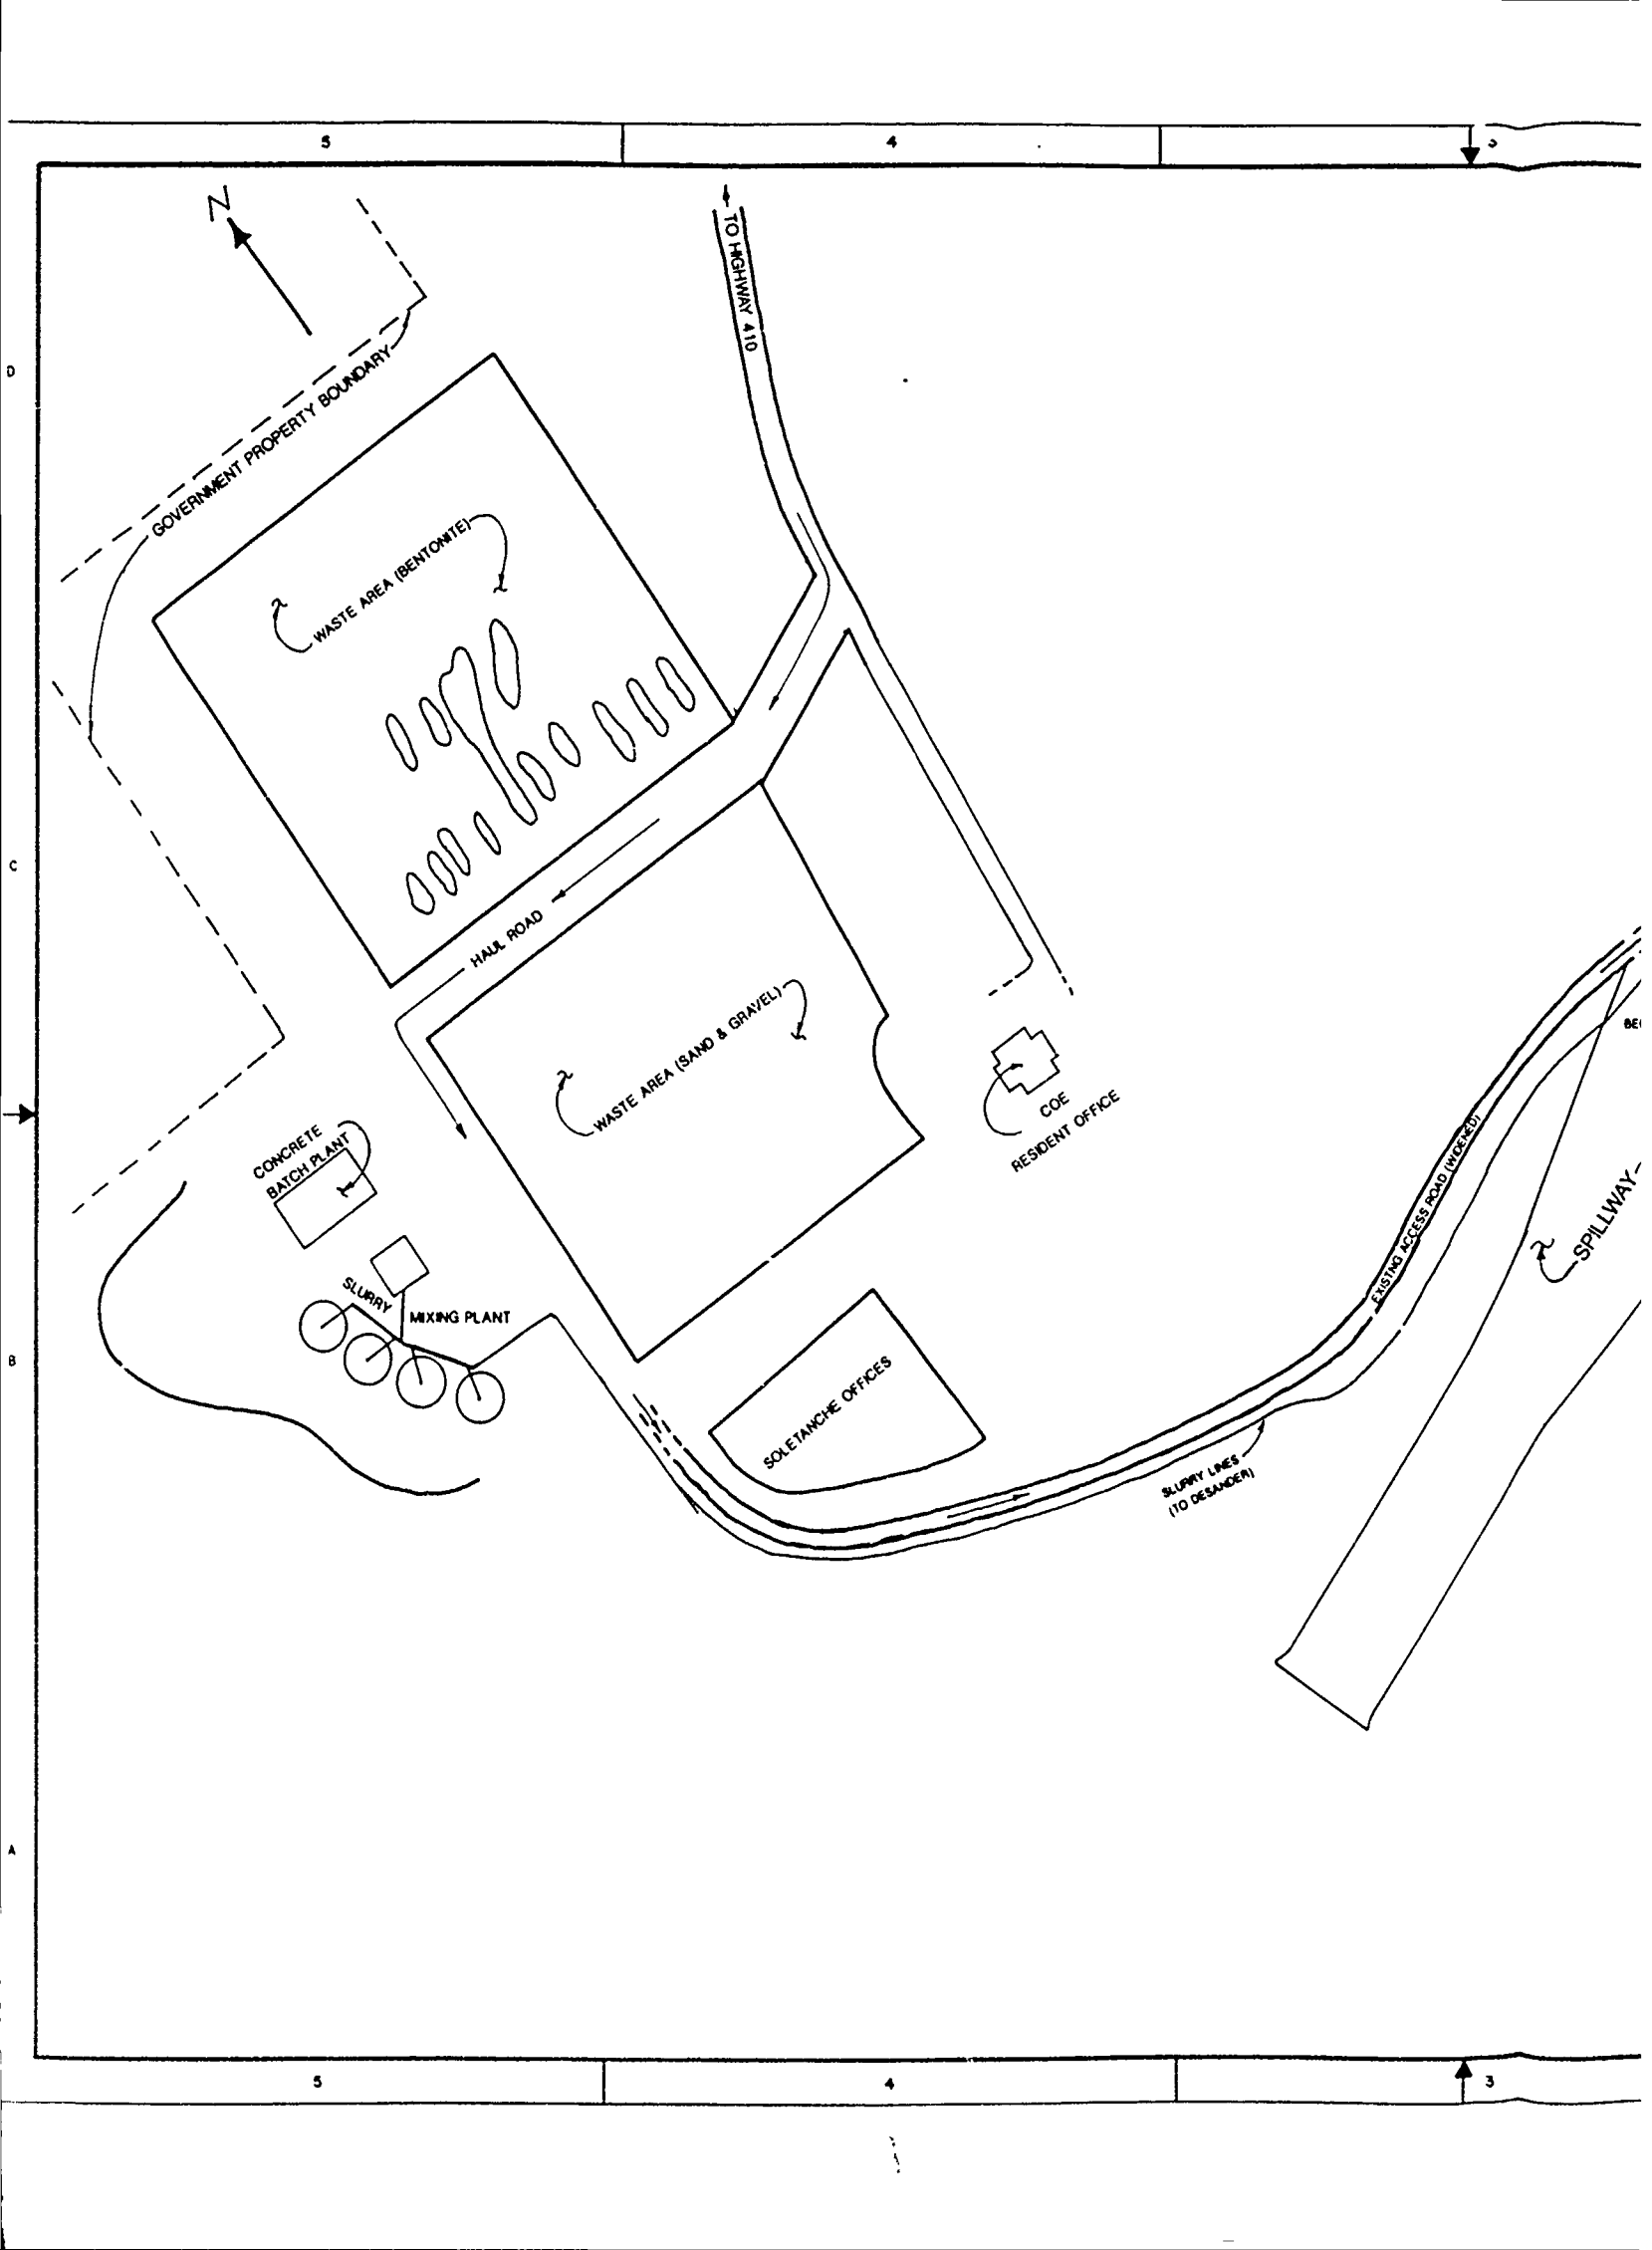 5
4
3
N
TO HIGHWAY 410
D
GOVERNMENT PROPERTY BOUNDARY
WASTE AREA (BENTONITE)
C
HAUL ROAD
WASTE AREA (SAND & GRAVEL)
COE
RESIDENT OFFICE
CONCRETE
BATCH PLANT
EXISTING ACCESS ROAD (WIDENED)
SPILLWAY
SLURRY
MIXING PLANT
B
SOLETANCHE OFFICES
SLURRY LINES
(TO DESANDER)
A
5
4
3